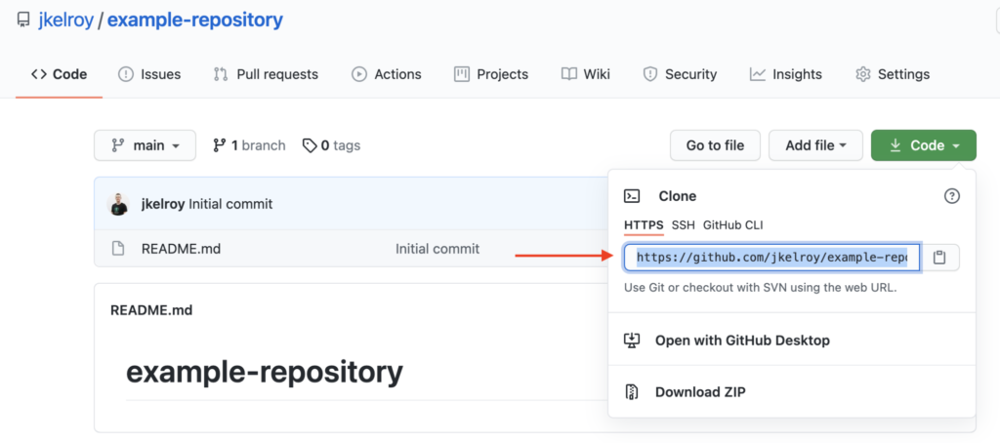 jkelroy / example-repository
Code Issues Pull requests Actions Projects Wiki Security Insights Settings
main 1 branch 0 tags Go to file Add file Code
jkelroy Initial commit
README.md Initial commit
README.md
example-repository
Clone
HTTPS SSH GitHub CLI
https://github.com/jkelroy/example-repo
Use Git or checkout with SVN using the web URL.
Open with GitHub Desktop
Download ZIP